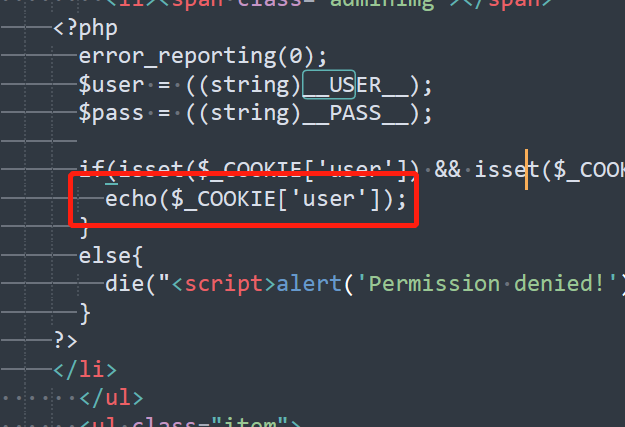 <li><span class="adminimg"></span>
<?php
error_reporting(0);
$user = ((string)__USER__);
$pass = ((string)__PASS__);
if(isset($_COOKIE['user']) && isset($_COO
echo($_COOKIE['user']);
}
else{
die("<script>alert('Permission denied!')
}
?>
</li>
</ul>
<ul class="item">